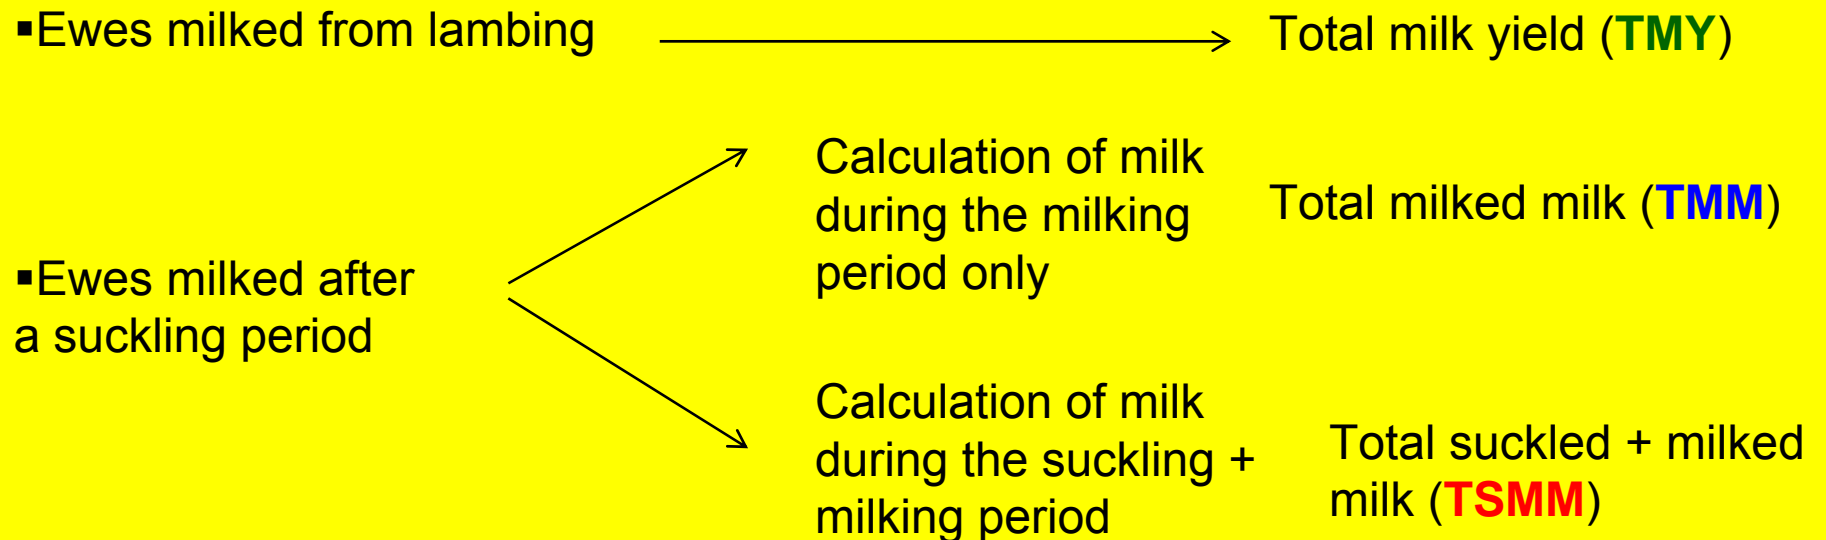 ▪Ewes milked from lambing
Total milk yield (TMY)
Calculation of milk
during the milking
period only
Total milked milk (TMM)
▪Ewes milked after
a suckling period
Calculation of milk
during the suckling +
milking period
Total suckled + milked
milk (TSMM)